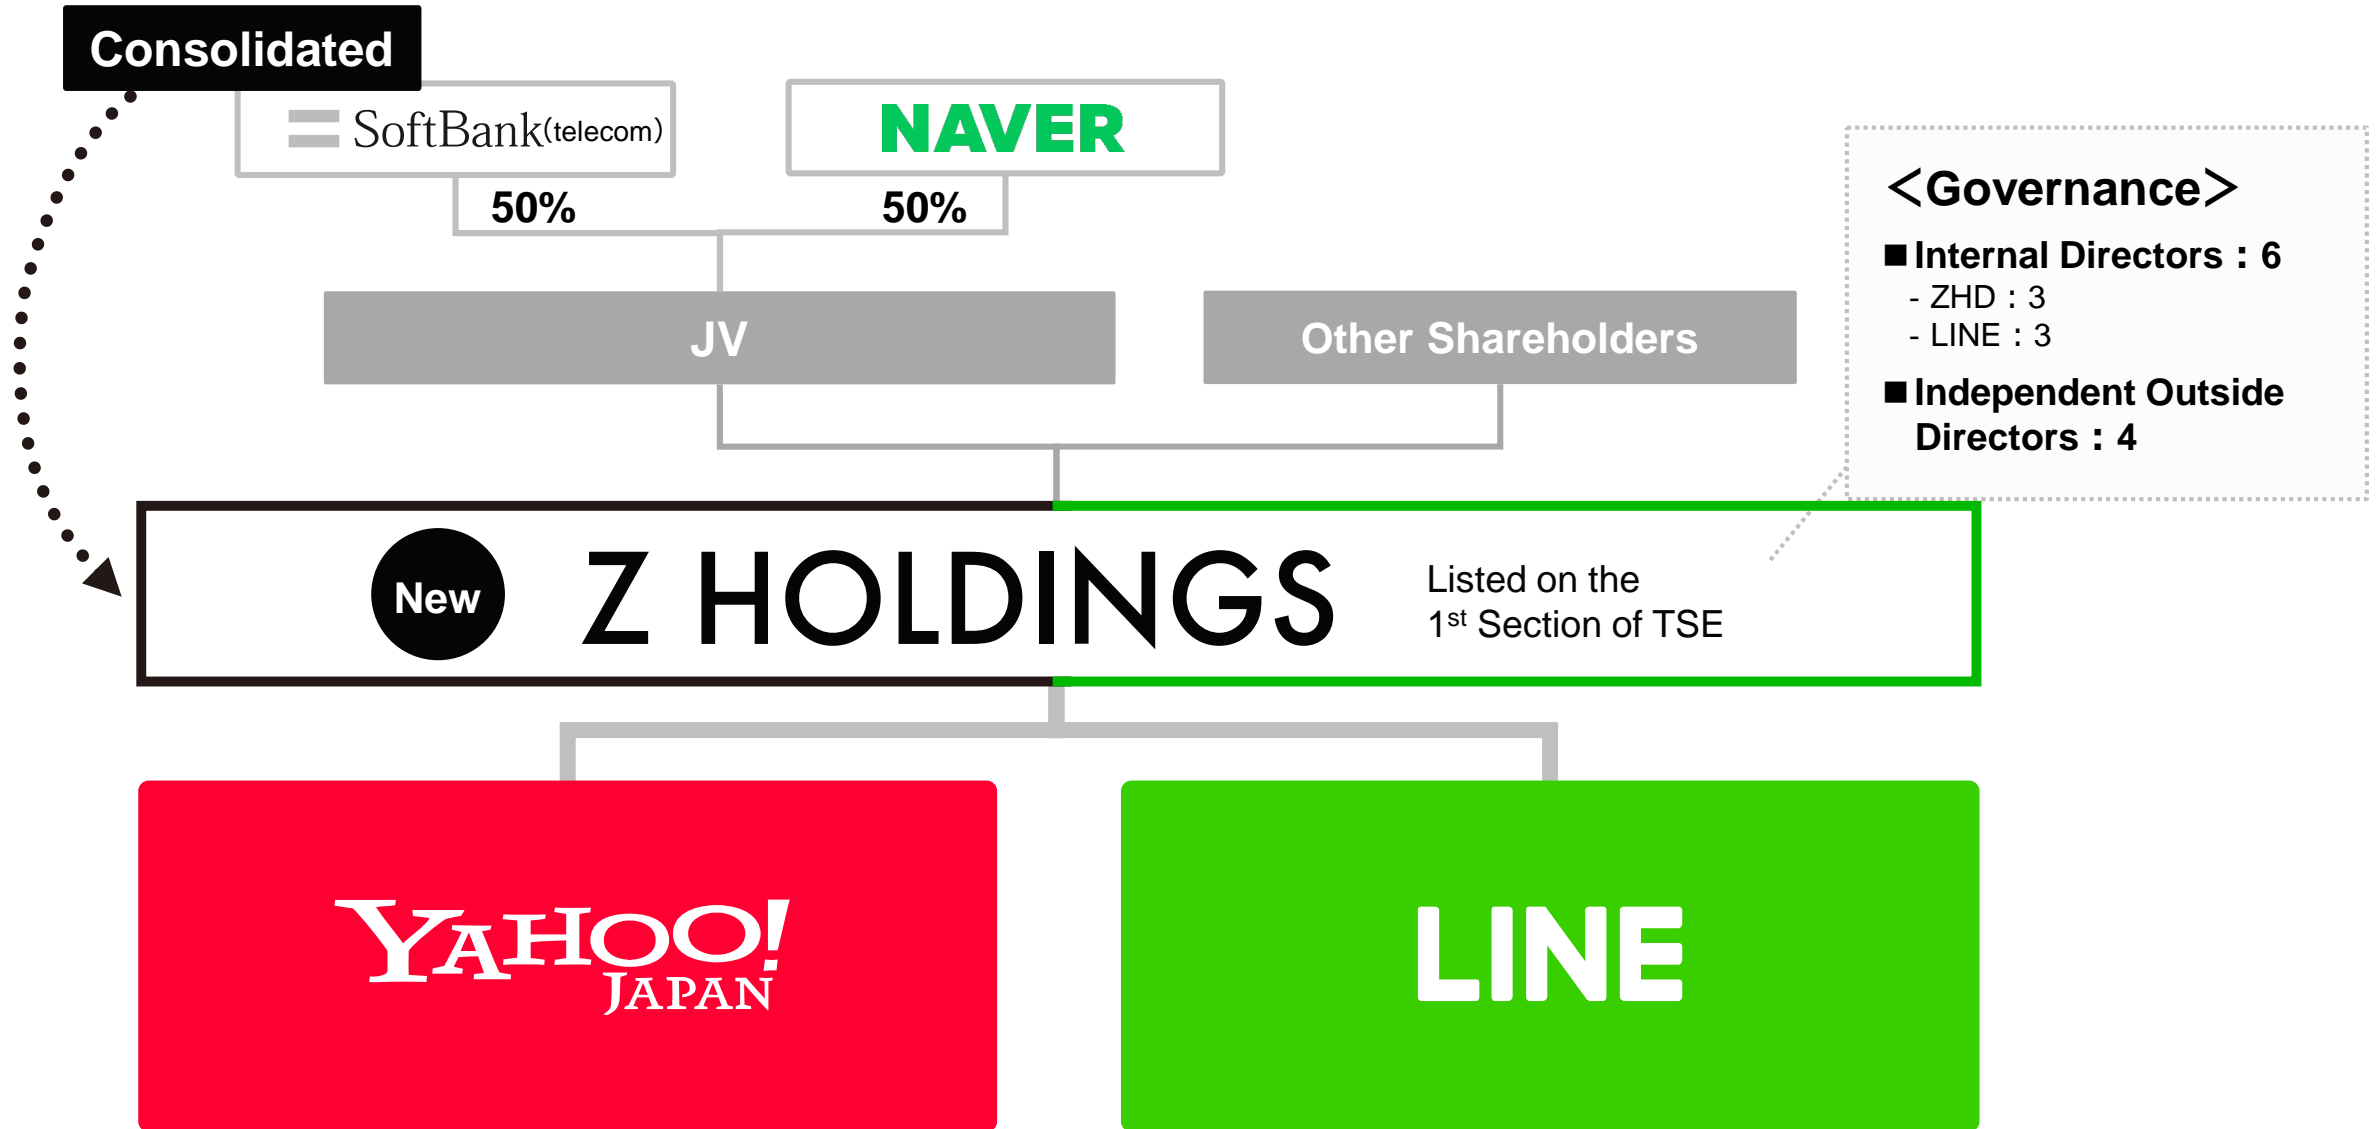 Consolidated
SoftBank(telecom)
NAVER
50%
50%
JV
Other Shareholders
＜Governance＞
■ Internal Directors：6
- ZHD：3
- LINE：3
■ Independent Outside
Directors：4
New
Z HOLDINGS
Listed on the
1st Section of TSE
YAHOO!
JAPAN
LINE